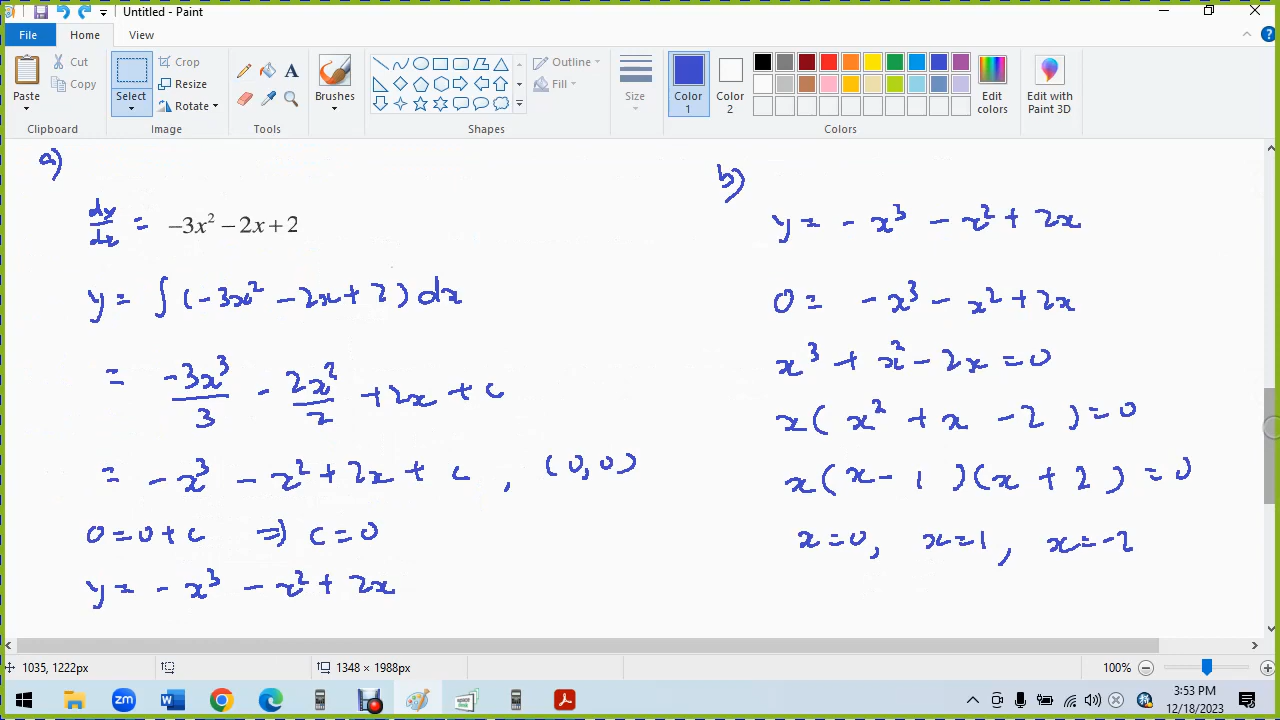 Untitled - Paint
File Home View
Paste
Cut
Copy
Clipboard
Select
Crop
Resize
Rotate
Image
Tools
Brushes
Shapes
Outline
Fill
Size
Color 1
Color 2
Colors
Edit colors
Edit with Paint 3D
a)
dy/dx = −3x² − 2x + 2
y = ∫ (−3x² − 2x + 2) dx
= −3x³/3 − 2x²/2 + 2x + c
= −x³ − x² + 2x + c , (0,0)
0 = 0 + c ⇒ c = 0
y = −x³ − x² + 2x
b)
y = −x³ − x² + 2x
0 = −x³ − x² + 2x
x³ + x² − 2x = 0
x(x² + x − 2) = 0
x(x − 1)(x + 2) = 0
x = 0, x = 1, x = −2
1035, 1222px
1348 × 1988px
100%
zm
W
3:53 PM
12/18/2023